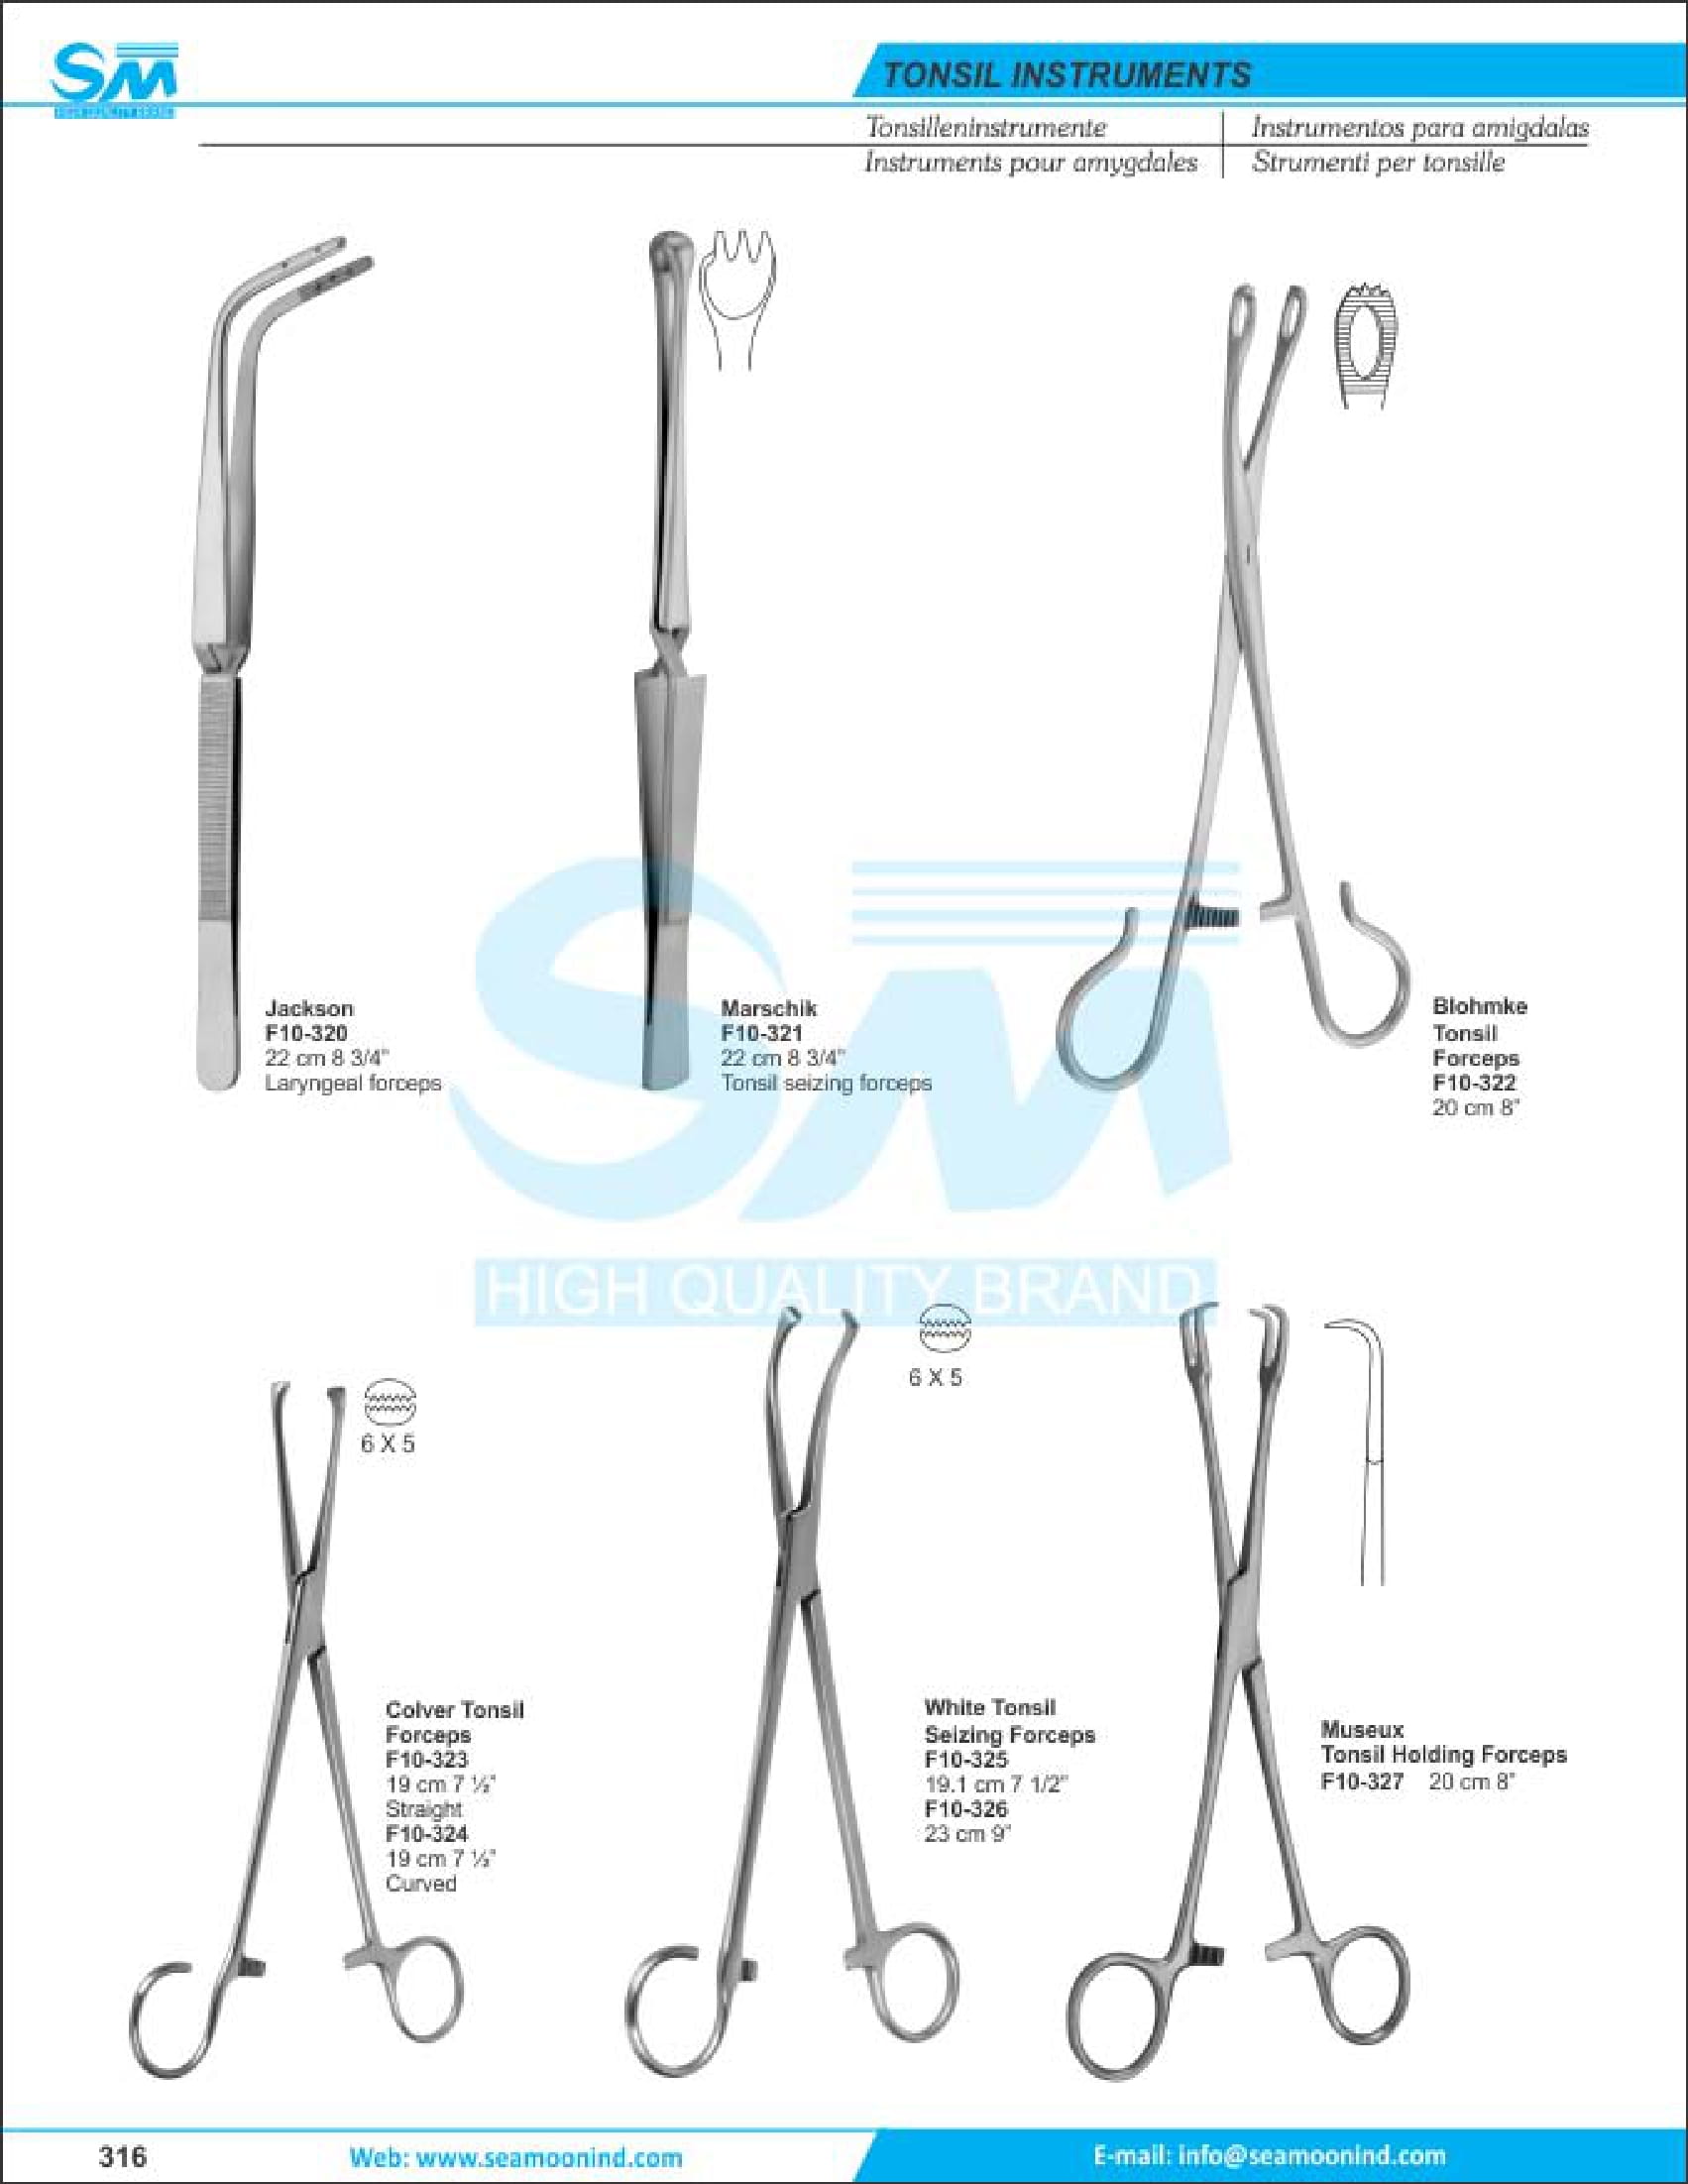 SM
TONSIL INSTRUMENTS
Tonsilleninstrumente
Instrumentos para amigdalas
Instruments pour amygdales
Strumenti per tonsille
Jackson
F10-320
22 cm 8 3/4"
Laryngeal forceps
Marschik
F10-321
22 cm 8 3/4"
Tonsil seizing forceps
Blohmke
Tonsil
Forceps
F10-322
20 cm 8"
SM
HIGH QUALITY BRAND
6 X 5
6 X 5
Colver Tonsil
Forceps
F10-323
19 cm 7 ½"
Straight
F10-324
19 cm 7 ½"
Curved
White Tonsil
Seizing Forceps
F10-325
19.1 cm 7 1/2"
F10-326
23 cm 9"
Museux
Tonsil Holding Forceps
F10-327 20 cm 8"
316
Web: www.seamoonind.com
E-mail: info@seamoonind.com